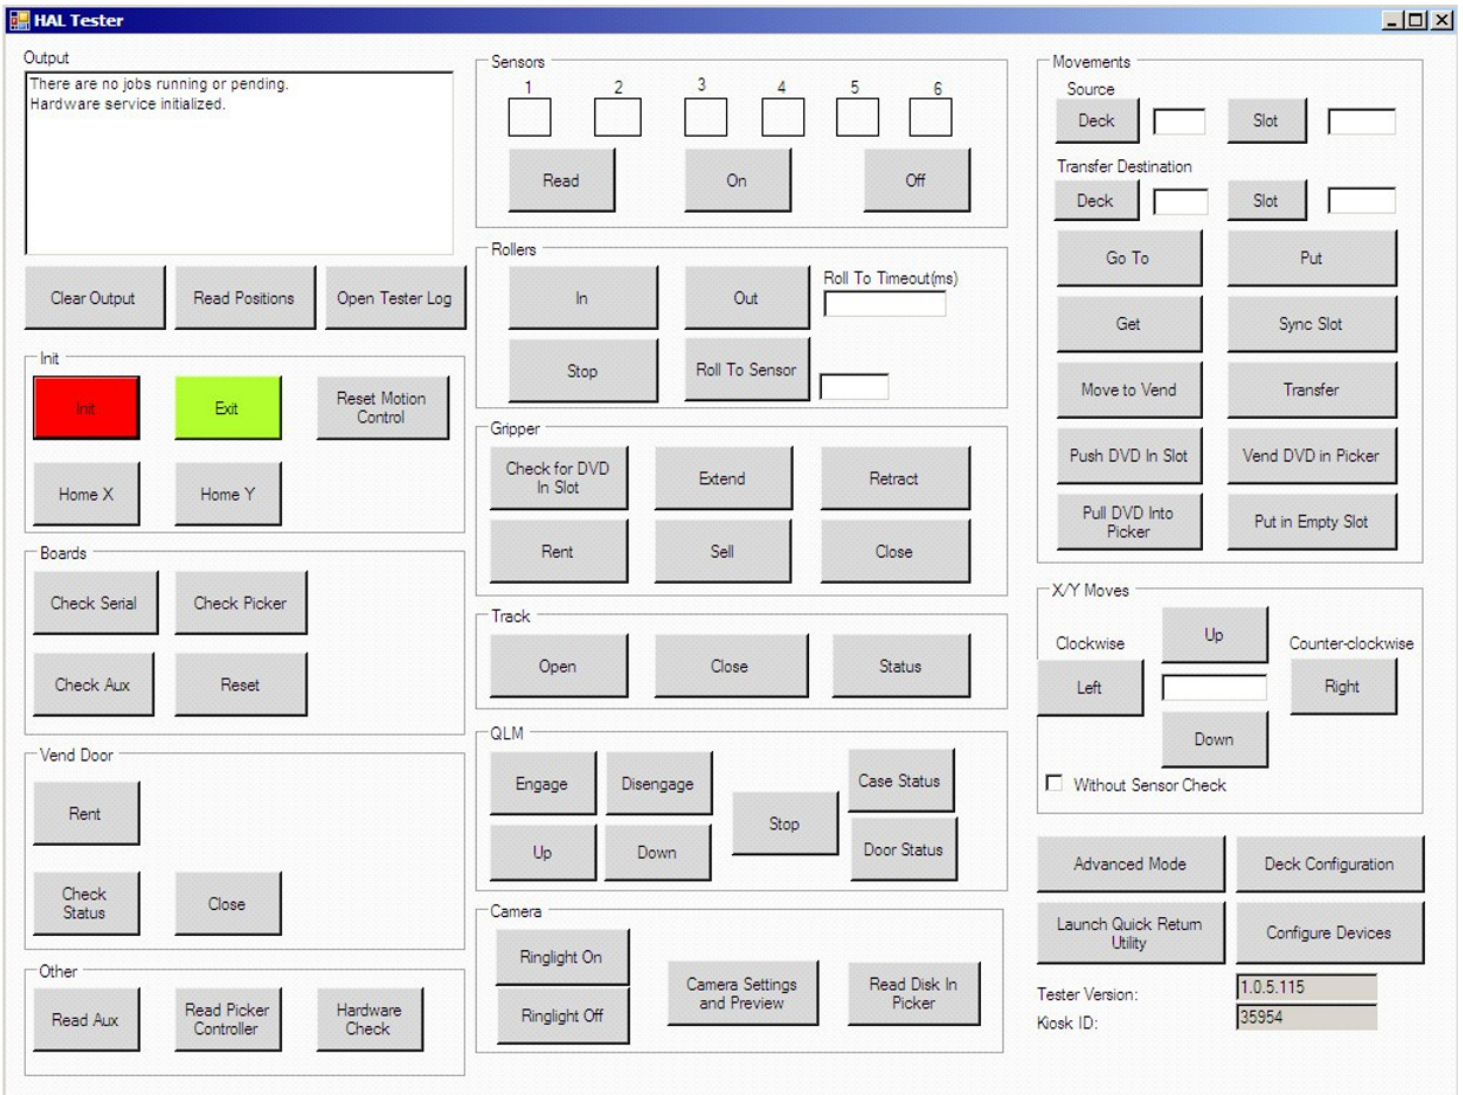 HAL Tester
Output
There are no jobs running or pending.
Hardware service initialized.
Clear Output
Read Positions
Open Tester Log
Init
Init
Exit
Reset Motion
Control
Home X
Home Y
Boards
Check Serial
Check Picker
Check Aux
Reset
Vend Door
Rent
Check
Status
Close
Other
Read Aux
Read Picker
Controller
Hardware
Check
Sensors
1 2 3 4 5 6
Read
On
Off
Rollers
In
Out
Roll To Timeout(ms)
Stop
Roll To Sensor
Gripper
Check for DVD
In Slot
Extend
Retract
Rent
Sell
Close
Track
Open
Close
Status
QLM
Engage
Disengage
Case Status
Stop
Up
Down
Door Status
Camera
Ringlight On
Ringlight Off
Camera Settings
and Preview
Read Disk In
Picker
Movements
Source
Deck
Slot
Transfer Destination
Deck
Slot
Go To
Put
Get
Sync Slot
Move to Vend
Transfer
Push DVD In Slot
Vend DVD in Picker
Pull DVD Into
Picker
Put in Empty Slot
X/Y Moves
Clockwise
Up
Counter-clockwise
Left
Right
Down
Without Sensor Check
Advanced Mode
Deck Configuration
Launch Quick Return
Utility
Configure Devices
Tester Version: 1.0.5.115
Kiosk ID: 35954